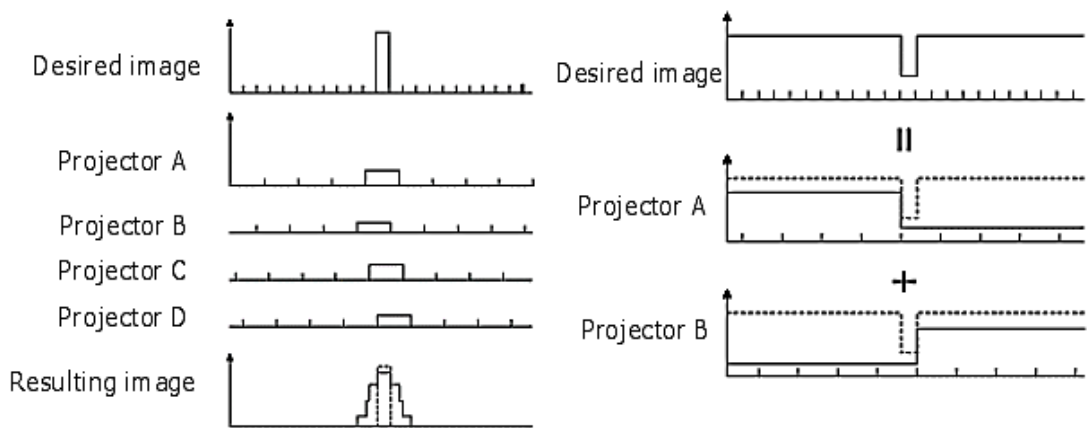 Desired image
Projector A
Projector B
Projector C
Projector D
Resulting image
Desired image
=
Projector A
+
Projector B